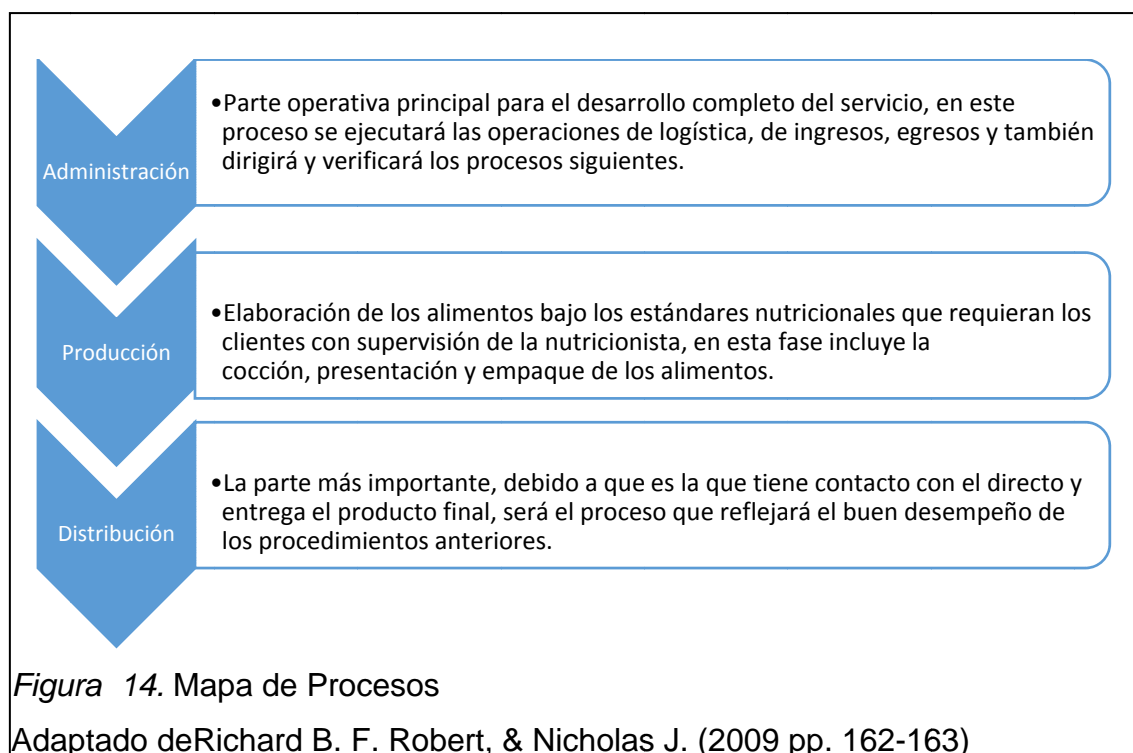 •Parte operativa principal para el desarrollo completo del servicio, en este
proceso se ejecutará las operaciones de logística, de ingresos, egresos y también
dirigirá y verificará los procesos siguientes.
Administración
•Elaboración de los alimentos bajo los estándares nutricionales que requieran los
clientes con supervisión de la nutricionista, en esta fase incluye la
cocción, presentación y empaque de los alimentos.
Producción
•La parte más importante, debido a que es la que tiene contacto con el directo y
entrega el producto final, será el proceso que reflejará el buen desempeño de
los procedimientos anteriores.
Distribución
Figura 14. Mapa de Procesos
Adaptado deRichard B. F. Robert, & Nicholas J. (2009 pp. 162-163)